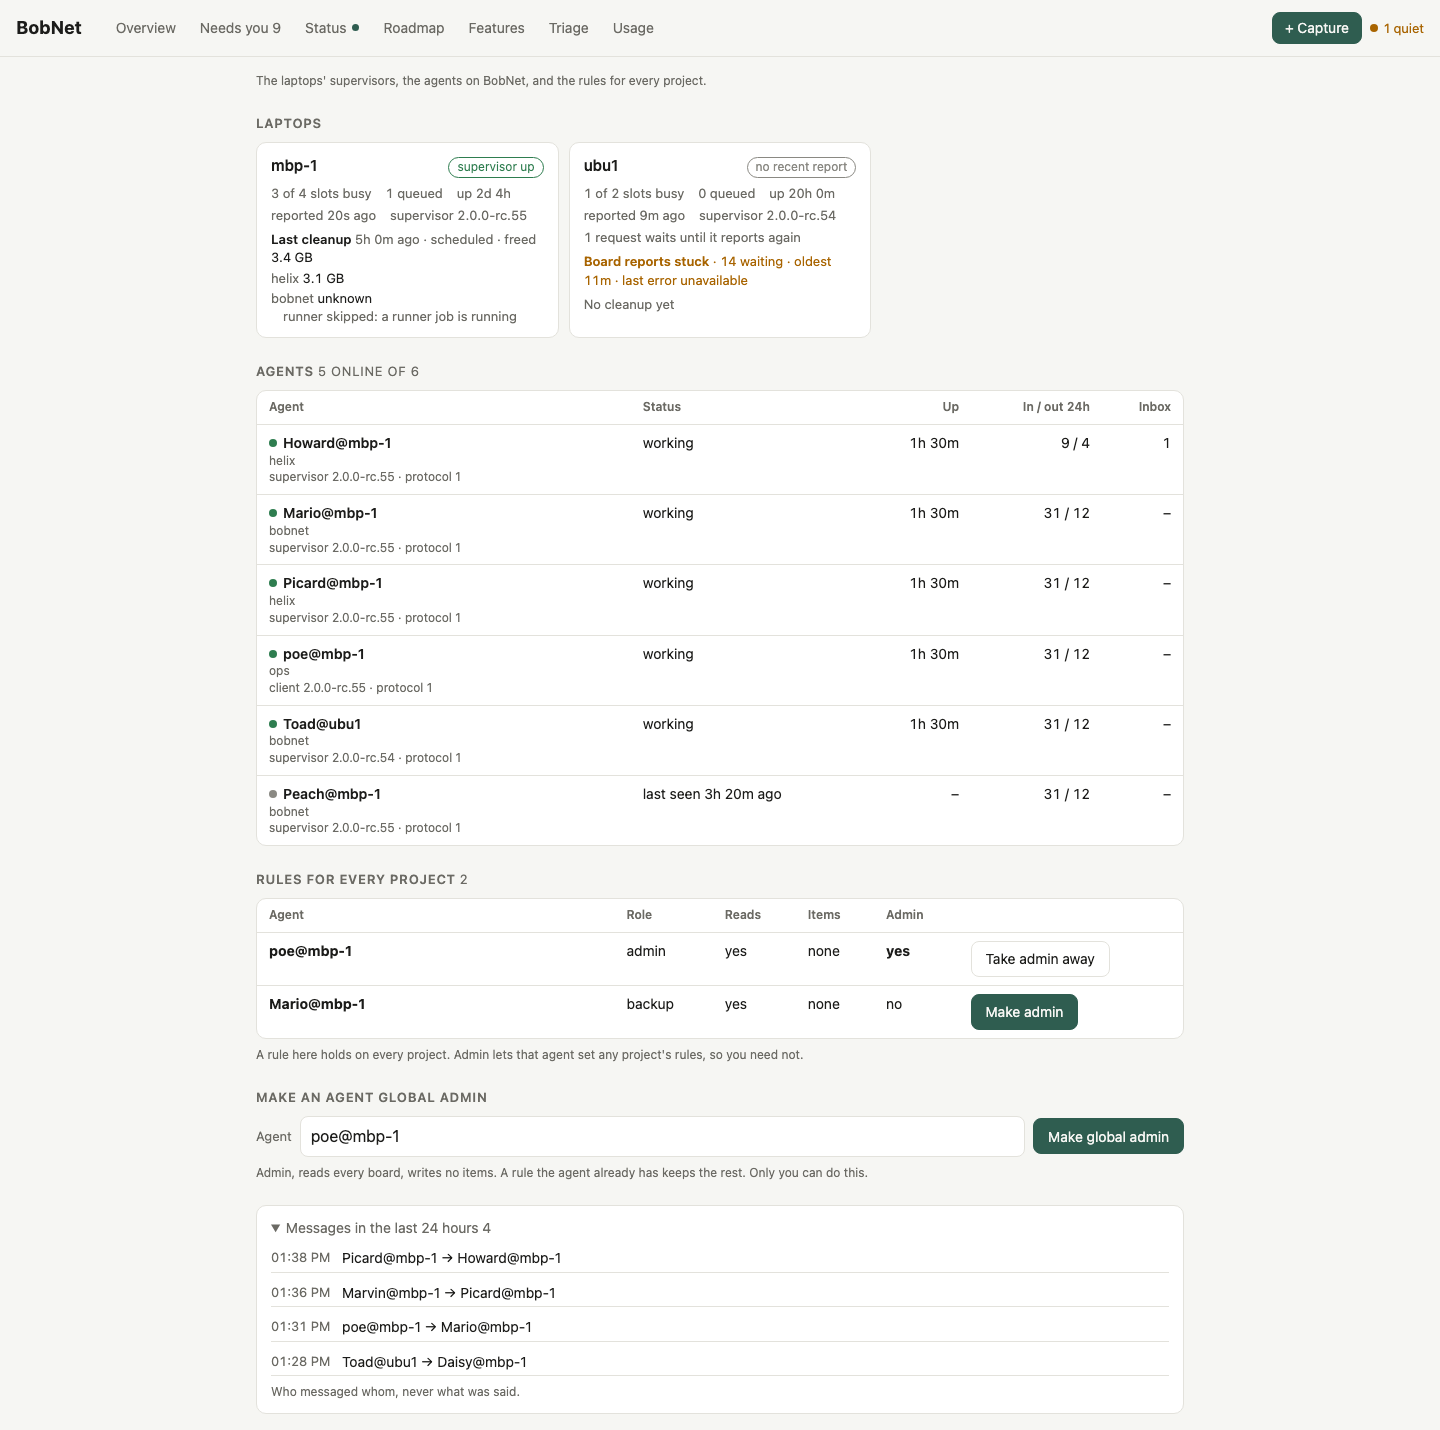 BobNet
Overview
Needs you 9
Status
Roadmap
Features
Triage
Usage
+ Capture
1 quiet
The laptops' supervisors, the agents on BobNet, and the rules for every project.
LAPTOPS
mbp-1
supervisor up
3 of 4 slots busy 1 queued up 2d 4h
reported 20s ago supervisor 2.0.0-rc.55
Last cleanup 5h 0m ago · scheduled · freed
3.4 GB
helix 3.1 GB
bobnet unknown
runner skipped: a runner job is running
ubu1
no recent report
1 of 2 slots busy 0 queued up 20h 0m
reported 9m ago supervisor 2.0.0-rc.54
1 request waits until it reports again
Board reports stuck · 14 waiting · oldest
11m · last error unavailable
No cleanup yet
AGENTS 5 ONLINE OF 6
Agent Status Up In / out 24h Inbox
Howard@mbp-1 working 1h 30m 9 / 4 1
helix
supervisor 2.0.0-rc.55 · protocol 1
Mario@mbp-1 working 1h 30m 31 / 12 –
bobnet
supervisor 2.0.0-rc.55 · protocol 1
Picard@mbp-1 working 1h 30m 31 / 12 –
helix
supervisor 2.0.0-rc.55 · protocol 1
poe@mbp-1 working 1h 30m 31 / 12 –
ops
client 2.0.0-rc.55 · protocol 1
Toad@ubu1 working 1h 30m 31 / 12 –
bobnet
supervisor 2.0.0-rc.54 · protocol 1
Peach@mbp-1 last seen 3h 20m ago – 31 / 12 –
bobnet
supervisor 2.0.0-rc.55 · protocol 1
RULES FOR EVERY PROJECT 2
Agent Role Reads Items Admin
poe@mbp-1 admin yes none yes Take admin away
Mario@mbp-1 backup yes none no Make admin
A rule here holds on every project. Admin lets that agent set any project's rules, so you need not.
MAKE AN AGENT GLOBAL ADMIN
Agent poe@mbp-1 Make global admin
Admin, reads every board, writes no items. A rule the agent already has keeps the rest. Only you can do this.
▼ Messages in the last 24 hours 4
01:38 PM Picard@mbp-1 → Howard@mbp-1
01:36 PM Marvin@mbp-1 → Picard@mbp-1
01:31 PM poe@mbp-1 → Mario@mbp-1
01:28 PM Toad@ubu1 → Daisy@mbp-1
Who messaged whom, never what was said.